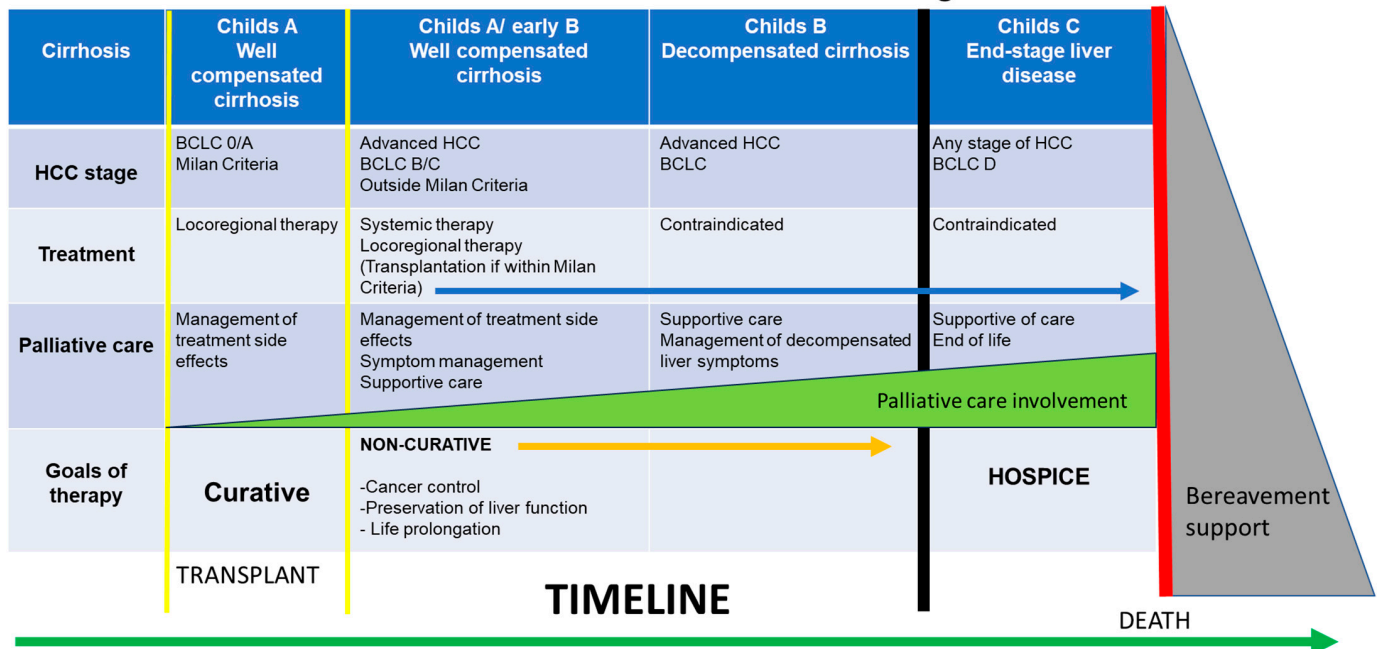 Cirrhosis
Childs A
Well
compensated
cirrhosis
Childs A/ early B
Well compensated
cirrhosis
Childs B
Decompensated cirrhosis
Childs C
End-stage liver
disease
HCC stage
BCLC 0/A
Milan Criteria
Advanced HCC
BCLC B/C
Outside Milan Criteria
Advanced HCC
BCLC
Any stage of HCC
BCLC D
Treatment
Locoregional therapy
Systemic therapy
Locoregional therapy
(Transplantation if within Milan
Criteria)
Contraindicated
Contraindicated
Palliative care
Management of
treatment side
effects
Management of treatment side
effects
Symptom management
Supportive care
Supportive care
Management of decompensated
liver symptoms
Supportive of care
End of life
Palliative care involvement
Goals of
therapy
Curative
NON-CURATIVE
-Cancer control
-Preservation of liver function
- Life prolongation
HOSPICE
Bereavement
support
TRANSPLANT
TIMELINE
DEATH